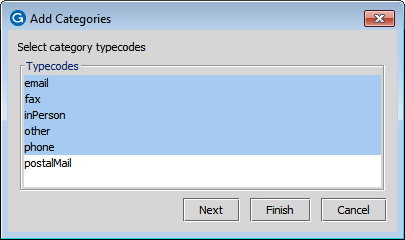 Add Categories
Select category typecodes
Typecodes
email
fax
inPerson
other
phone
postalMail
Next Finish Cancel